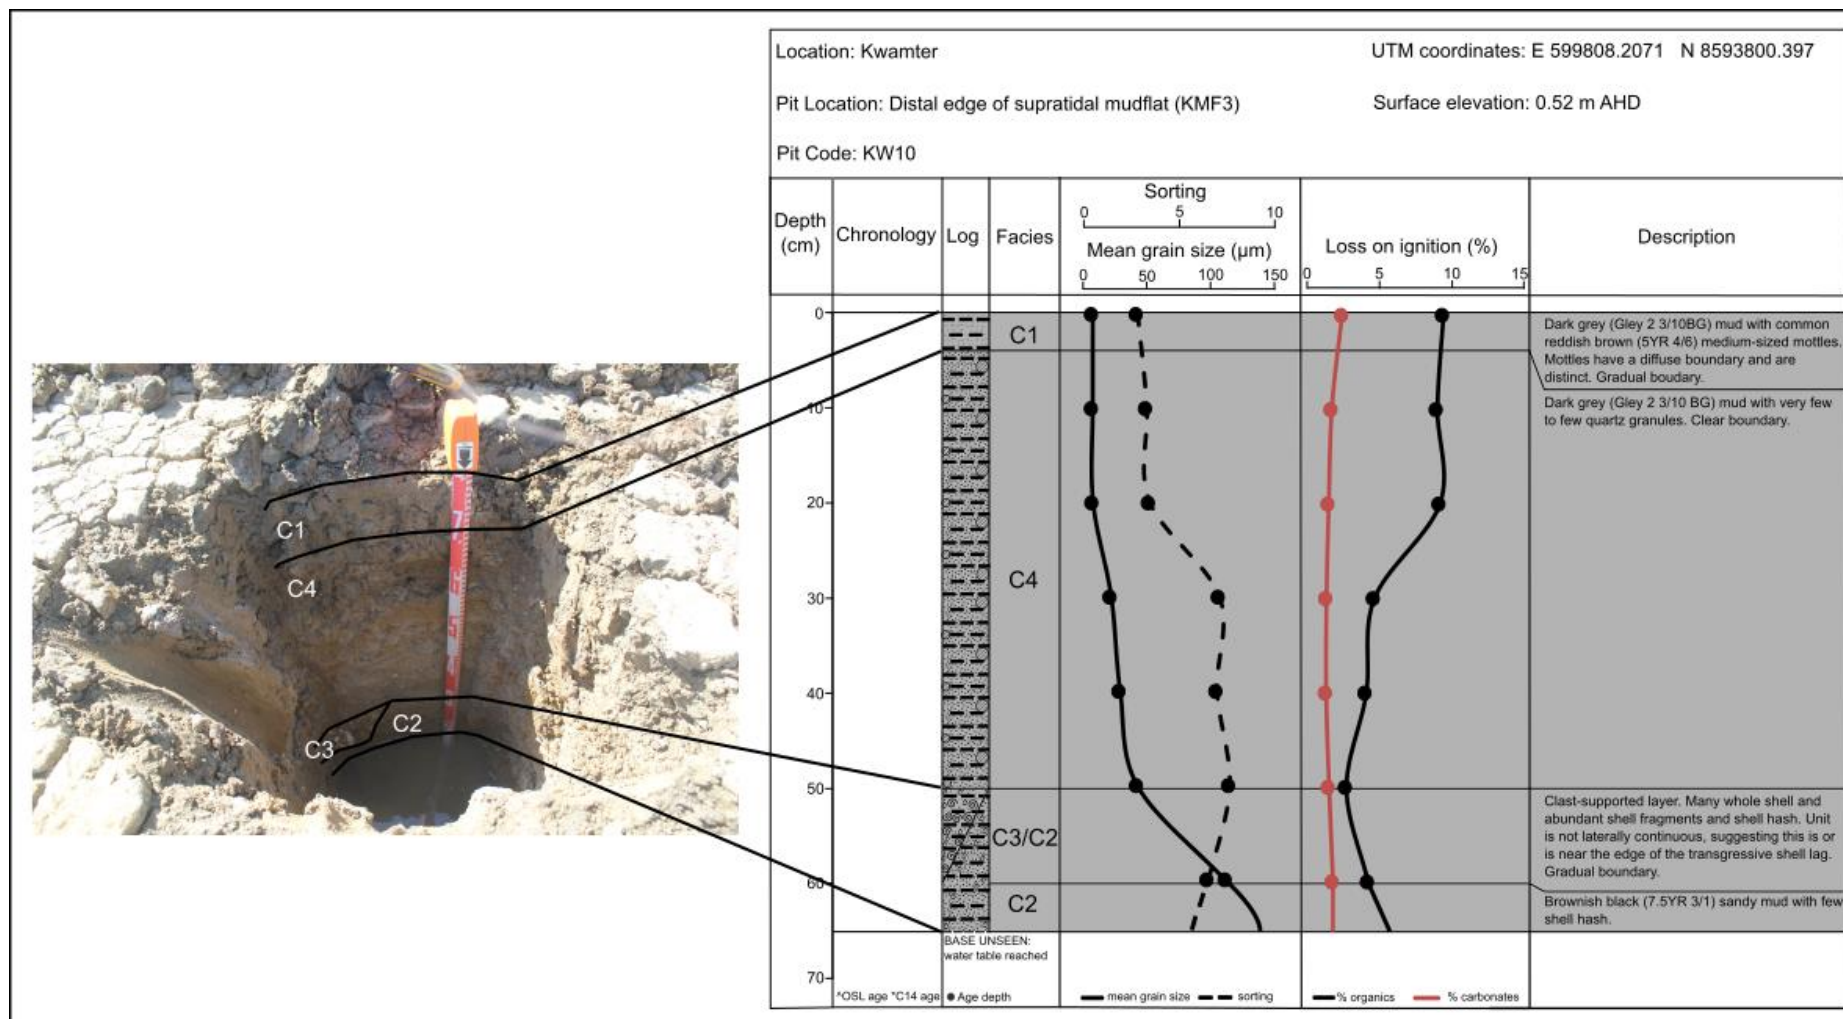 Location: Kwamter
UTM coordinates: E 599808.2071 N 8593800.397
Pit Location: Distal edge of supratidal mudflat (KMF3)
Surface elevation: 0.52 m AHD
Pit Code: KW10
Depth
(cm)
Chronology
Log
Facies
Sorting
0 5 10
Mean grain size (μm)
0 50 100 150
Loss on ignition (%)
0 5 10 15
Description
0
10
20
30
40
50
60
70
C1
C4
C3/C2
C2
Dark grey (Gley 2 3/10BG) mud with common
reddish brown (5YR 4/6) medium-sized mottles.
Mottles have a diffuse boundary and are
distinct. Gradual boudary.
Dark grey (Gley 2 3/10 BG) mud with very few
to few quartz granules. Clear boundary.
Clast-supported layer. Many whole shell and
abundant shell fragments and shell hash. Unit
is not laterally continuous, suggesting this is or
is near the edge of the transgressive shell lag.
Gradual boundary.
Brownish black (7.5YR 3/1) sandy mud with few
shell hash.
BASE UNSEEN:
water table reached
^OSL age *C14 age
Age depth
mean grain size
sorting
% organics
% carbonates
C1
C4
C2
C3